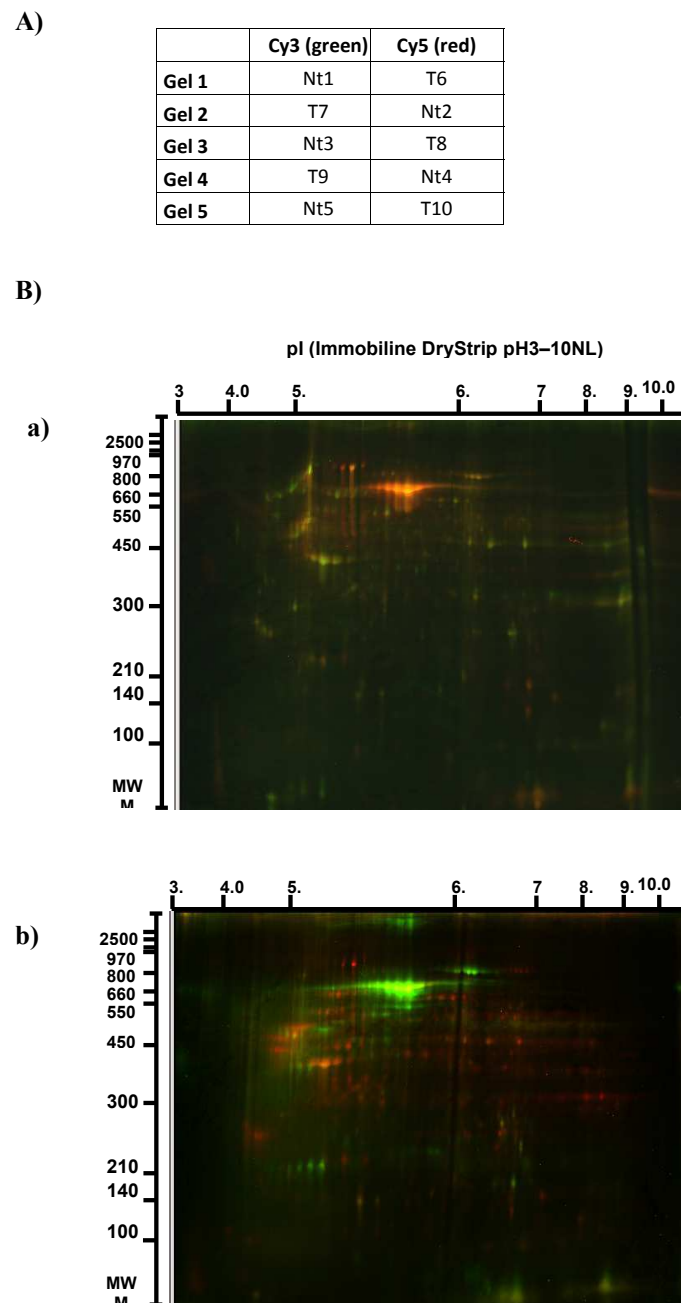 A)
Cy3 (green) Cy5 (red)
Gel 1 Nt1 T6
Gel 2 T7 Nt2
Gel 3 Nt3 T8
Gel 4 T9 Nt4
Gel 5 Nt5 T10
B)
pI (Immobiline DryStrip pH3–10NL)
3 4.0 5. 6. 7 8. 9. 10.0
a)
2500
970
800
660
550
450
300
210
140
100
MW
M
3. 4.0 5. 6. 7 8. 9. 10.0
b)
2500
970
800
660
550
450
300
210
140
100
MW
M